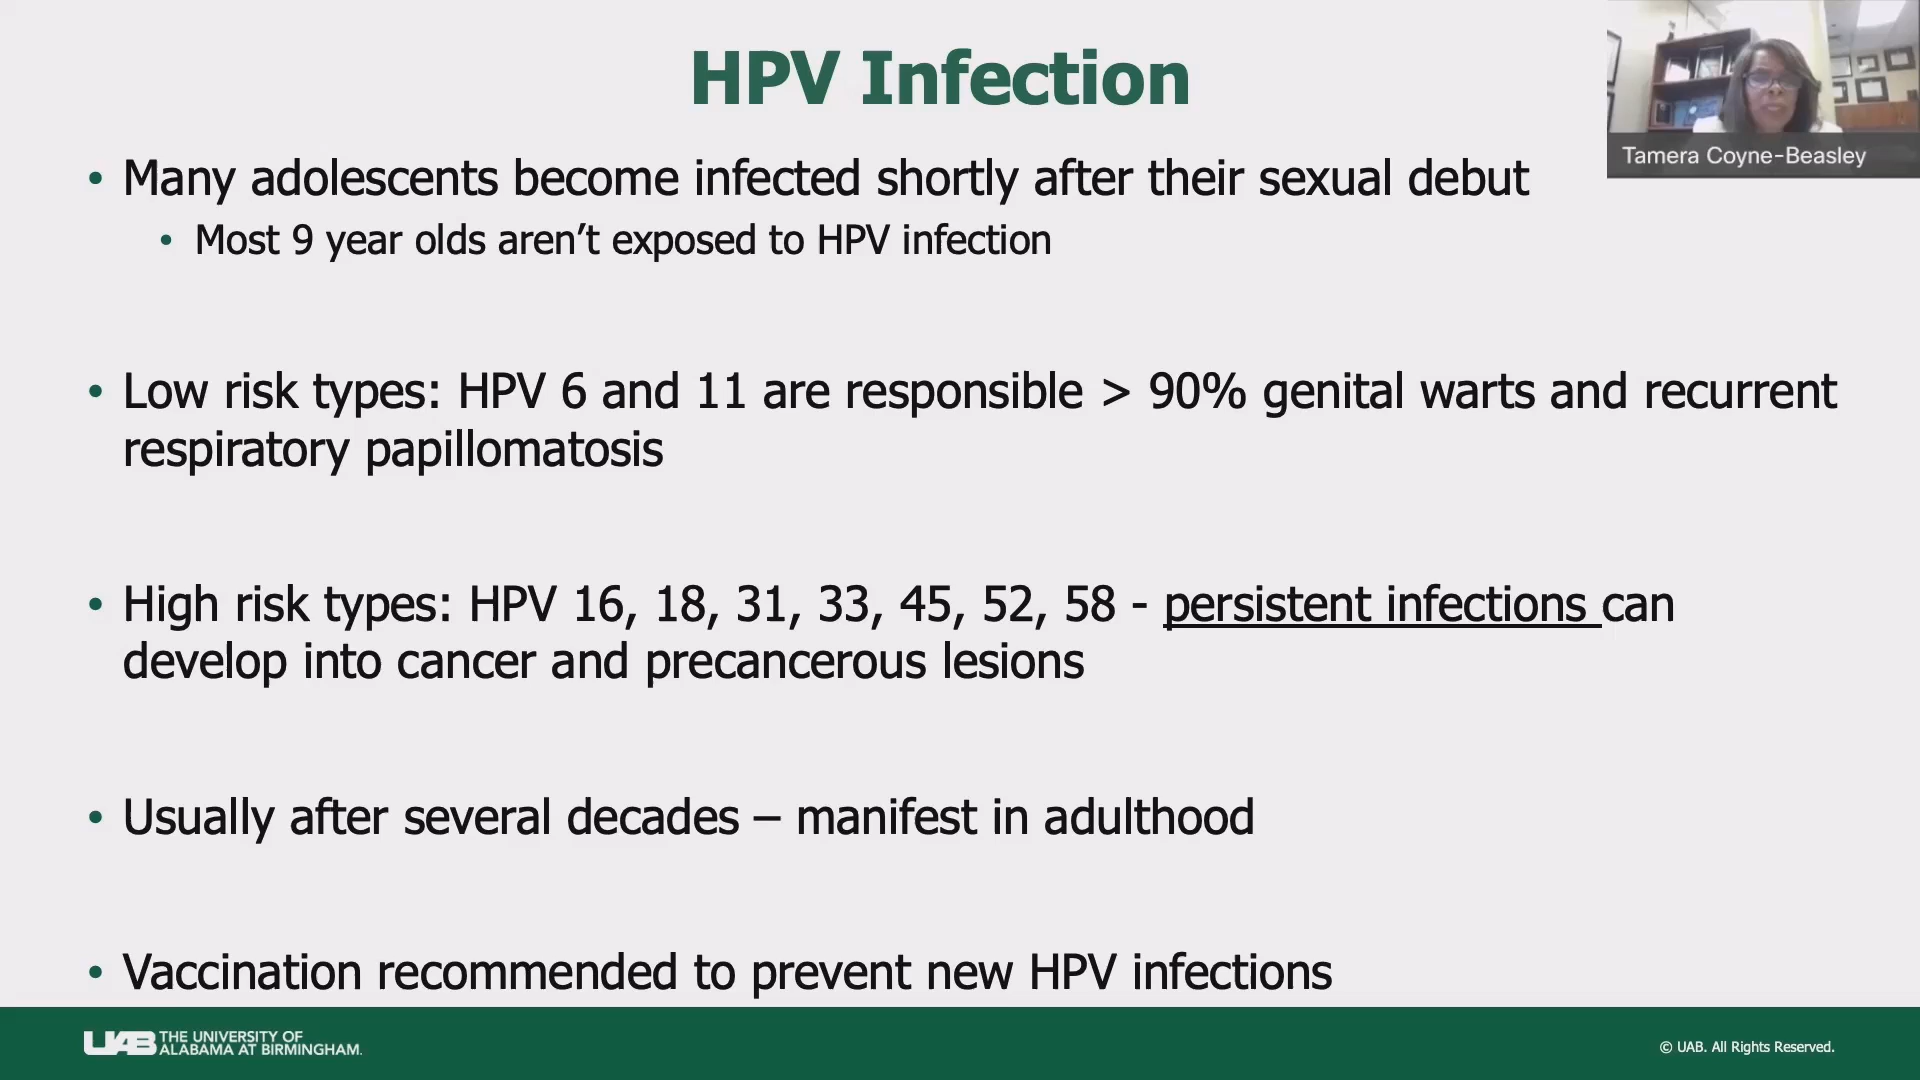 HPV Infection
Tamera Coyne-Beasley
• Many adolescents become infected shortly after their sexual debut
• Most 9 year olds aren’t exposed to HPV infection
• Low risk types: HPV 6 and 11 are responsible > 90% genital warts and recurrent
respiratory papillomatosis
• High risk types: HPV 16, 18, 31, 33, 45, 52, 58 - persistent infections can
develop into cancer and precancerous lesions
• Usually after several decades – manifest in adulthood
• Vaccination recommended to prevent new HPV infections
UAB THE UNIVERSITY OF
ALABAMA AT BIRMINGHAM.
© UAB. All Rights Reserved.